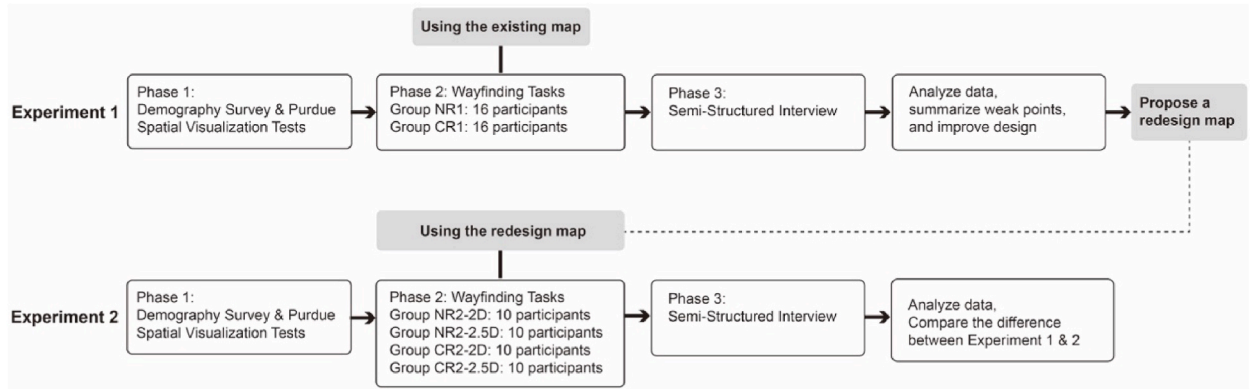 Using the existing map
Experiment 1
Phase 1:
Demography Survey & Purdue
Spatial Visualization Tests
Phase 2: Wayfinding Tasks
Group NR1: 16 participants
Group CR1: 16 participants
Phase 3:
Semi-Structured Interview
Analyze data,
summarize weak points,
and improve design
Propose a
redesign map
Using the redesign map
Experiment 2
Phase 1:
Demography Survey & Purdue
Spatial Visualization Tests
Phase 2: Wayfinding Tasks
Group NR2-2D: 10 participants
Group NR2-2.5D: 10 participants
Group CR2-2D: 10 participants
Group CR2-2.5D: 10 participants
Phase 3:
Semi-Structured Interview
Analyze data,
Compare the difference
between Experiment 1 & 2